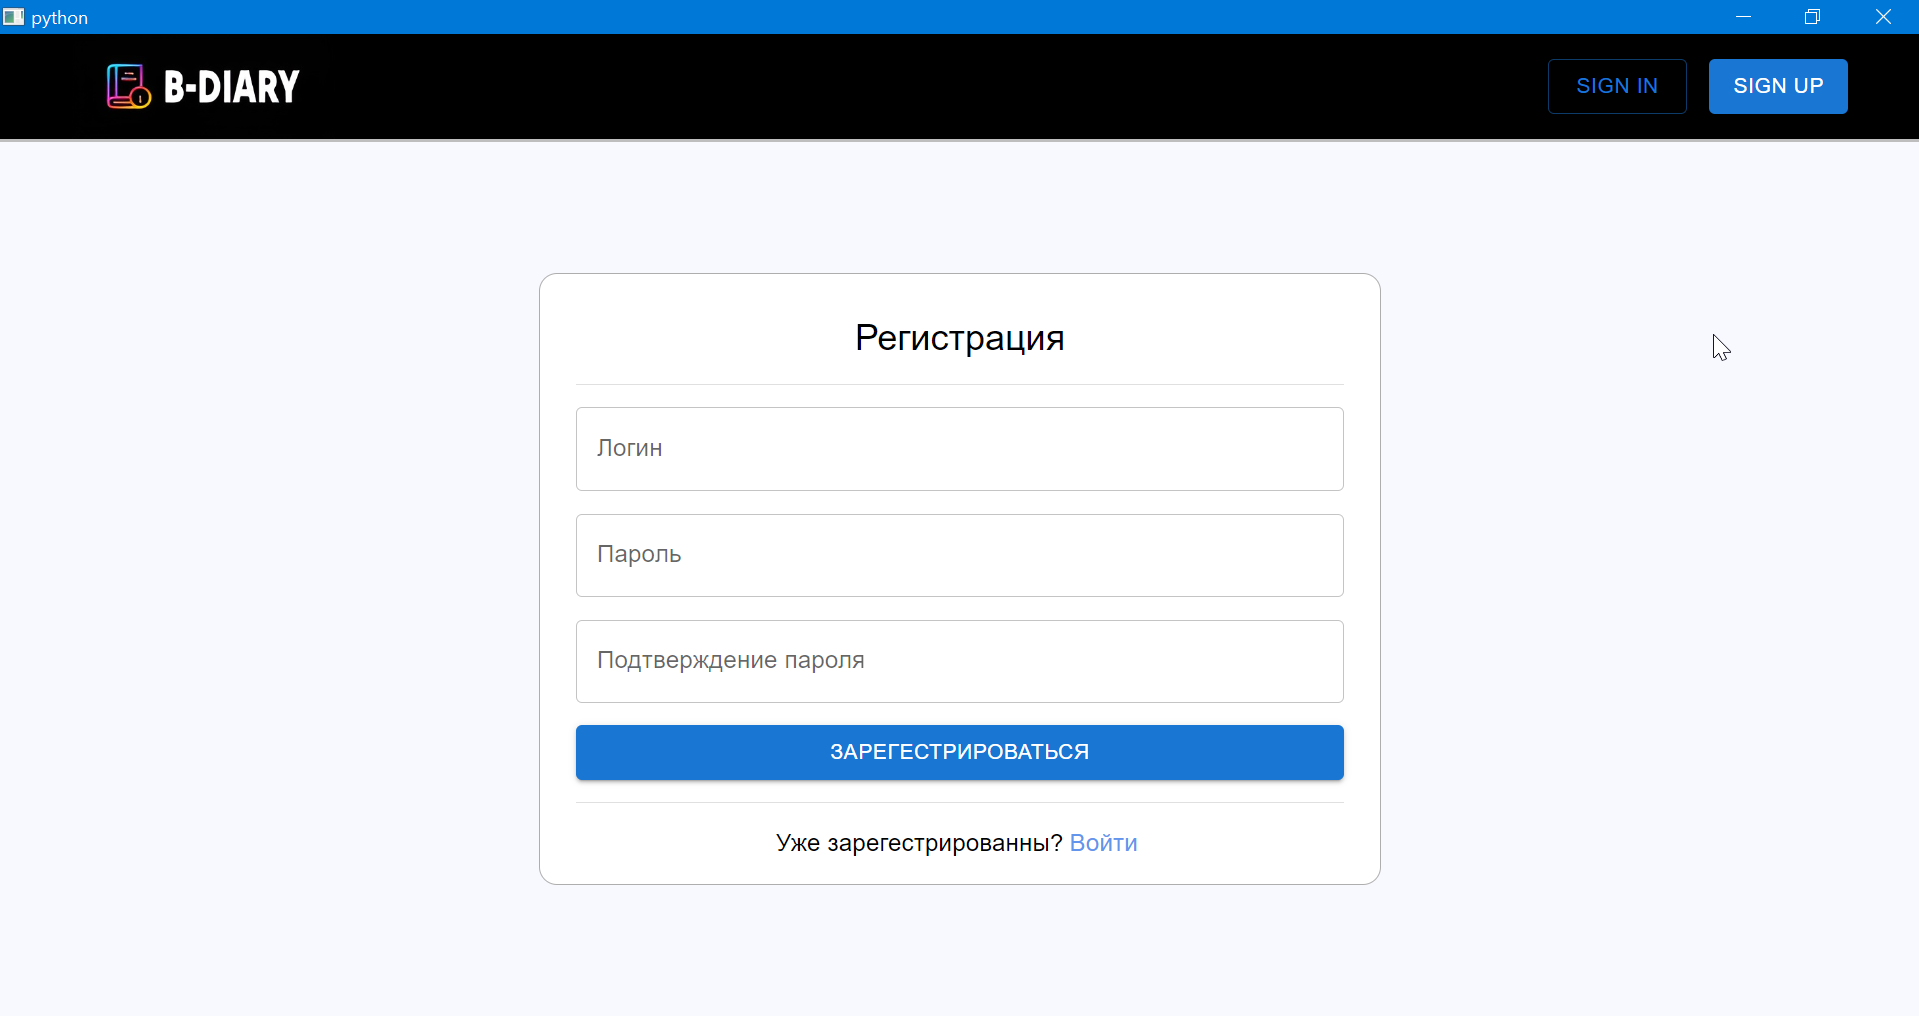 python
B-DIARY
SIGN IN
SIGN UP
Регистрация
Логин
Пароль
Подтверждение пароля
ЗАРЕГЕСТРИРОВАТЬСЯ
Уже зарегестрированны? Войти